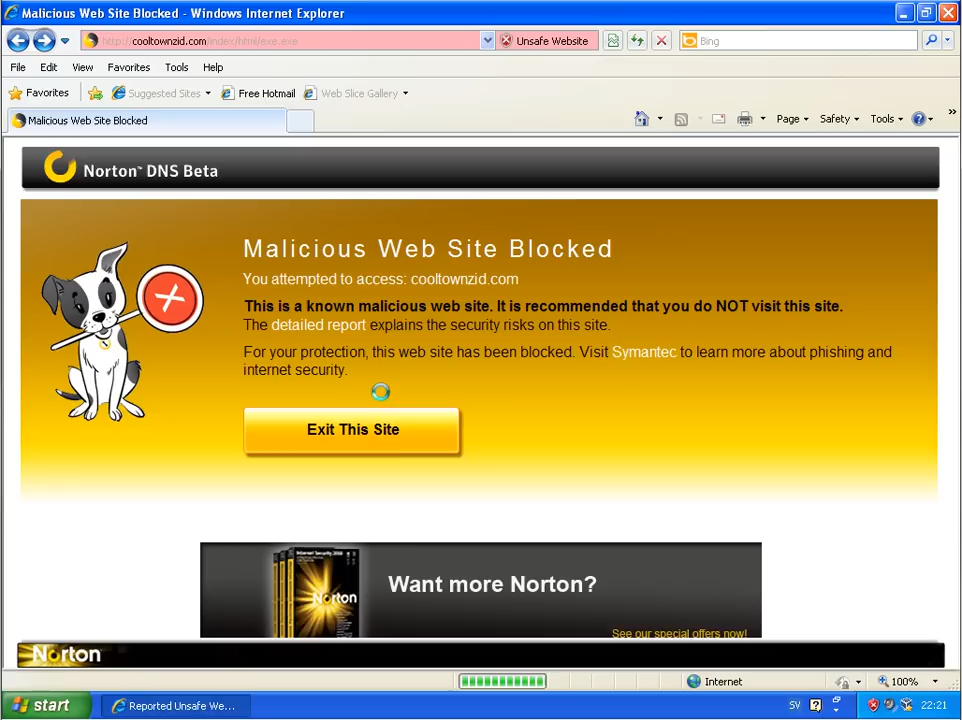 Malicious Web Site Blocked - Windows Internet Explorer
http://cooltownzid.com/index/html/exe.exe
Unsafe Website
Bing
File Edit View Favorites Tools Help
Favorites Suggested Sites Free Hotmail Web Slice Gallery
Malicious Web Site Blocked
Page Safety Tools »
Norton™ DNS Beta
Malicious Web Site Blocked
You attempted to access: cooltownzid.com
This is a known malicious web site. It is recommended that you do NOT visit this site.
The detailed report explains the security risks on this site.
For your protection, this web site has been blocked. Visit Symantec to learn more about phishing and
internet security.
Exit This Site
Want more Norton?
Norton
See our special offers now!
Norton
Internet 100%
start Reported Unsafe We... SV 22:21